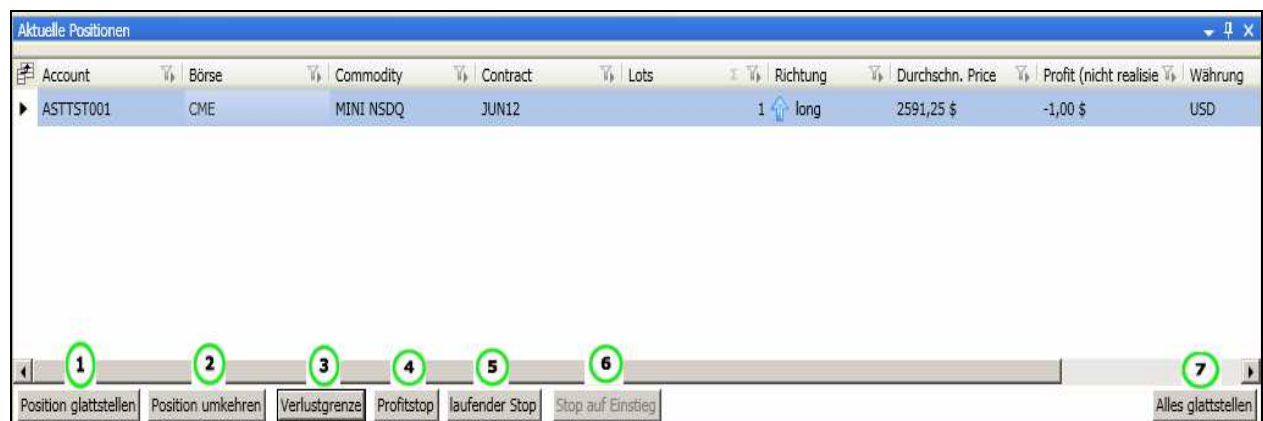 Aktuelle Positionen
Account Börse Commodity Contract Lots Σ Richtung Durchschn. Price Profit (nicht realisie Währung
ASTTST001 CME MINI NSDQ JUN12 1 long 2591,25 $ -1,00 $ USD
1 2 3 4 5 6 7
Position glattstellen Position umkehren Verlustgrenze Profitstop laufender Stop Stop auf Einstieg Alles glattstellen